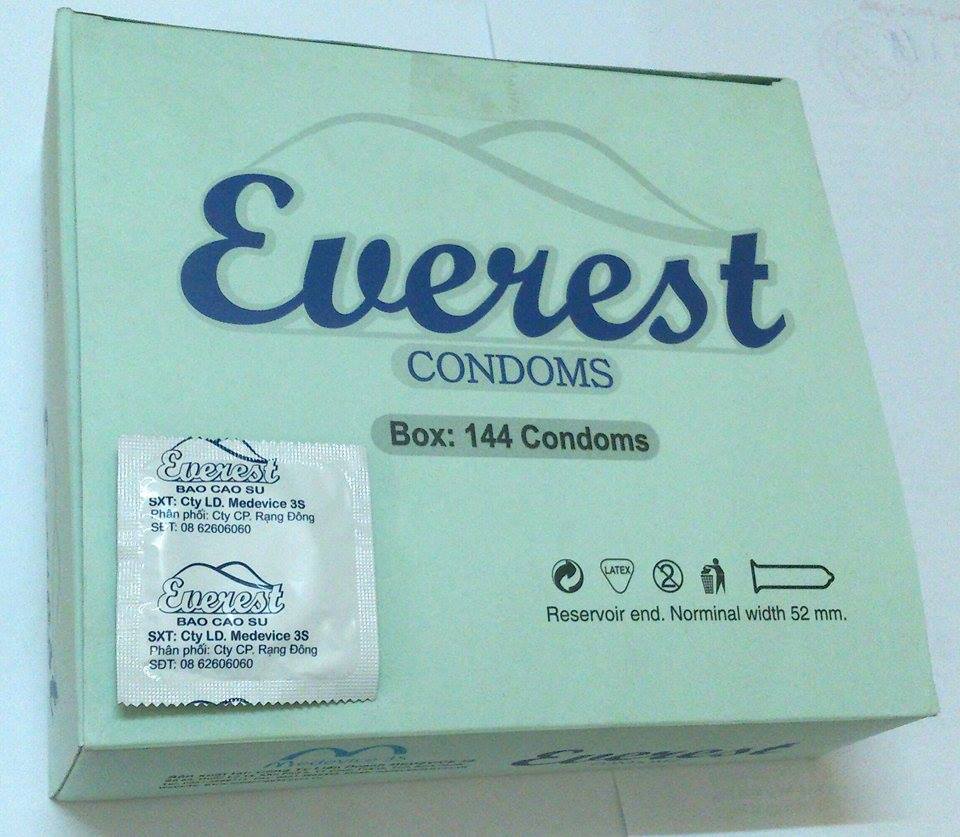 Everest
CONDOMS
Box: 144 Condoms
LATEX
2
Reservoir end. Norminal width 52 mm.
Everest
BAO CAO SU
SXT: Cty LD. Medevice 3S
Phân phối: Cty CP. Rạng Đông
SĐT: 08 62606060
Everest
BAO CAO SU
SXT: Cty LD. Medevice 3S
Phân phối: Cty CP. Rạng Đông
SĐT: 08 62606060
Everest